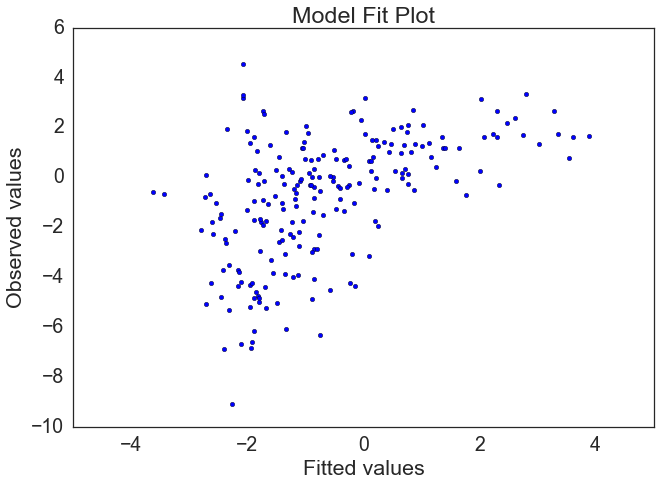 Model Fit Plot
6
4
2
0
−2
−4
−6
−8
−10
Observed values
−4 −2 0 2 4
Fitted values